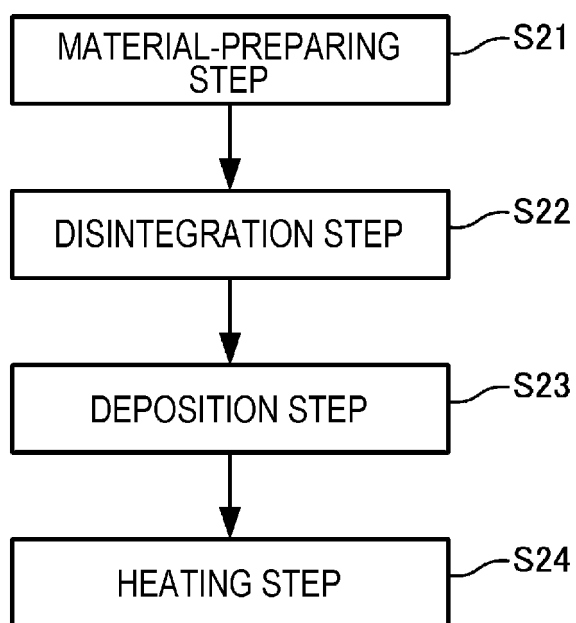 MATERIAL-PREPARING
STEP
S21
DISINTEGRATION STEP
S22
DEPOSITION STEP
S23
HEATING STEP
S24